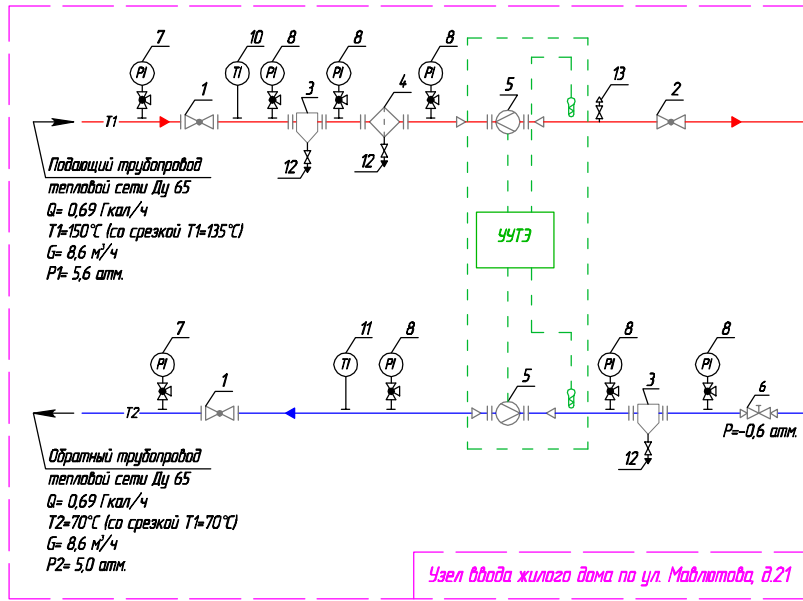 7 10 8 8 8
PI TI PI PI PI
1 3 4 5 13 2
T1
12 12
Подающий трубопровод
тепловой сети Ду 65
Q= 0,69 Гкал/ч
T1=150°C (со срезкой T1=135°C)
G= 8,6 м³/ч
P1= 5,6 атм.
УУТЭ
7 11 8 8 8
PI TI PI PI PI
1 5 3 6
T2
P=-0,6 атм.
12
Обратный трубопровод
тепловой сети Ду 65
Q= 0,69 Гкал/ч
T2=70°C (со срезкой T1=70°C)
G= 8,6 м³/ч
P2= 5,0 атм.
Узел ввода жилого дома по ул. Мавлютова, д.21